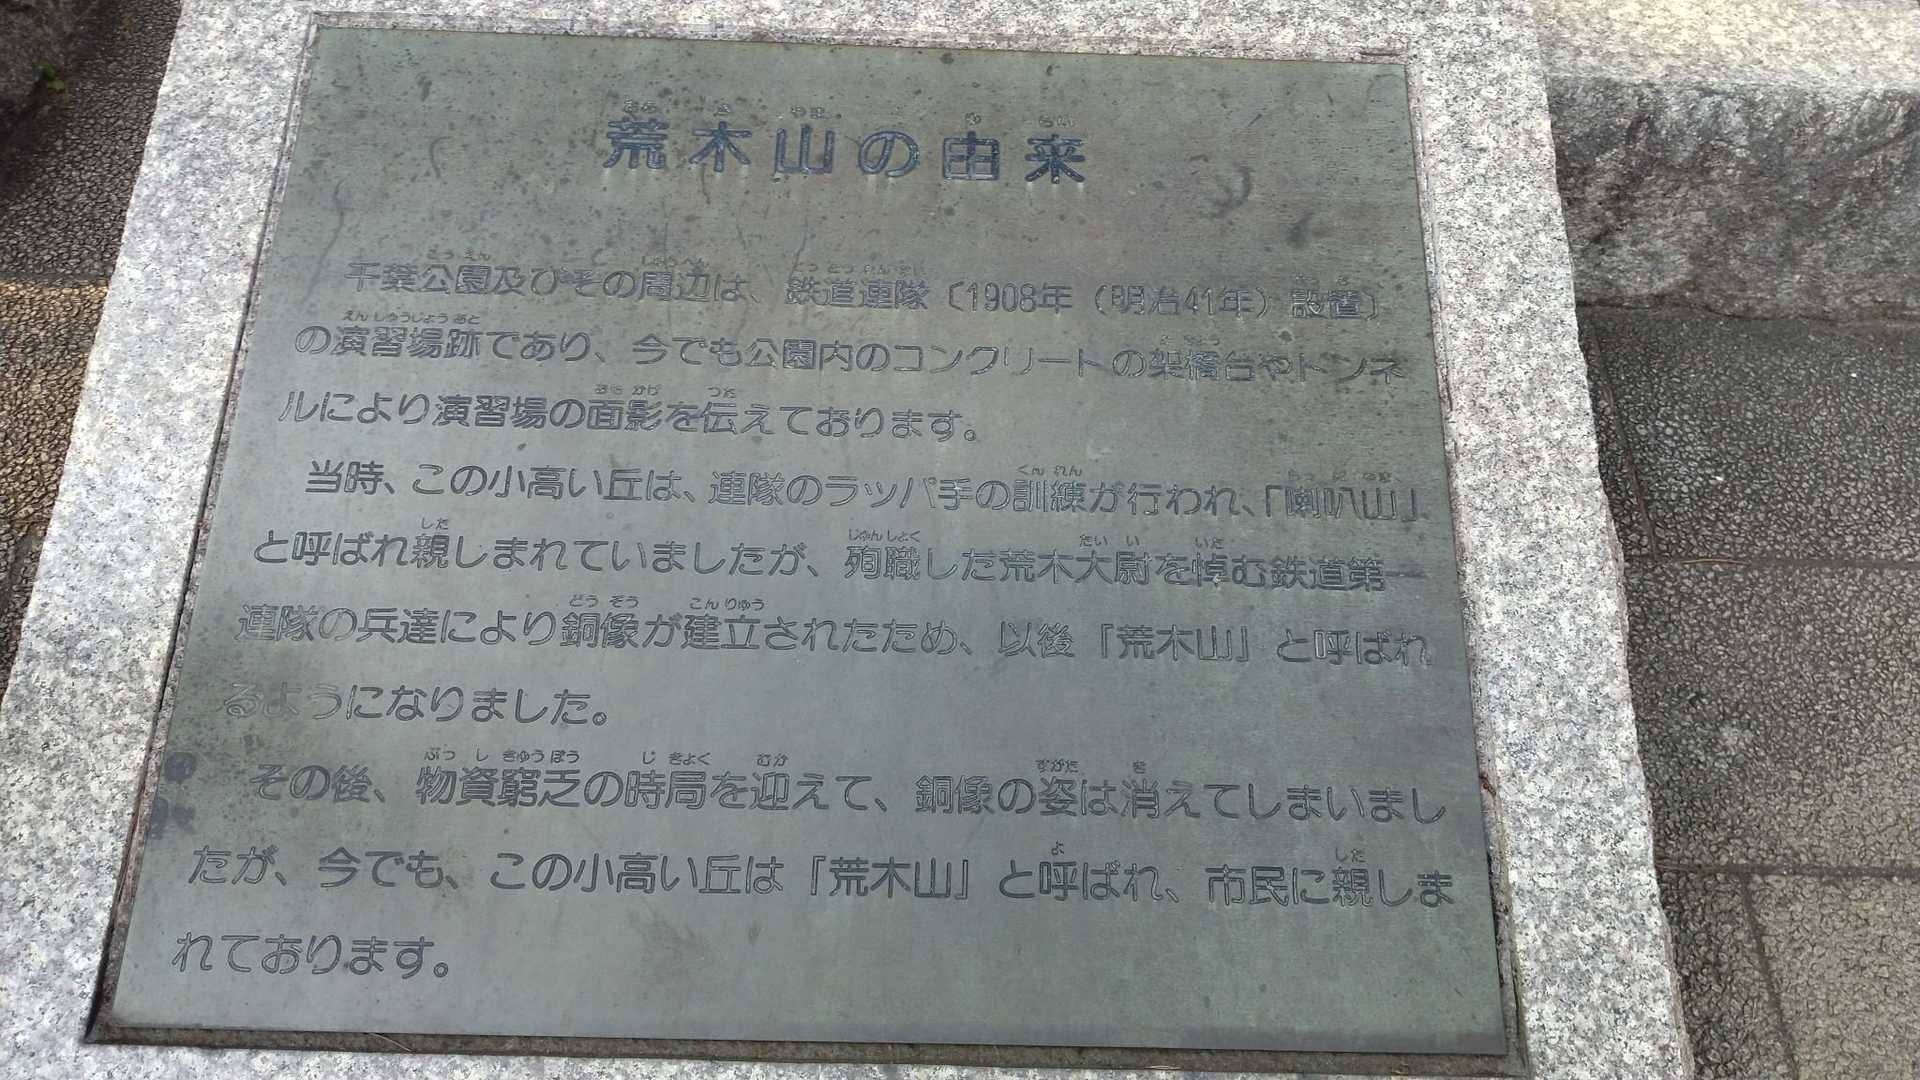 荒木山の由来
千葉公園及びその周辺は、鉄道連隊〔1908年（明治41年）設置〕
の演習場跡であり、今でも公園内のコンクリートの架橋台やトンネ
ルにより演習場の面影を伝えております。
当時、この小高い丘は、連隊のラッパ手の訓練が行われ、「喇叭山」
と呼ばれ親しまれていましたが、殉職した荒木大尉を悼む鉄道第一
連隊の兵達により銅像が建立されたため、以後「荒木山」と呼ばれ
るようになりました。
その後、物資窮乏の時局を迎えて、銅像の姿は消えてしまいまし
たが、今でも、この小高い丘は「荒木山」と呼ばれ、市民に親しま
れております。